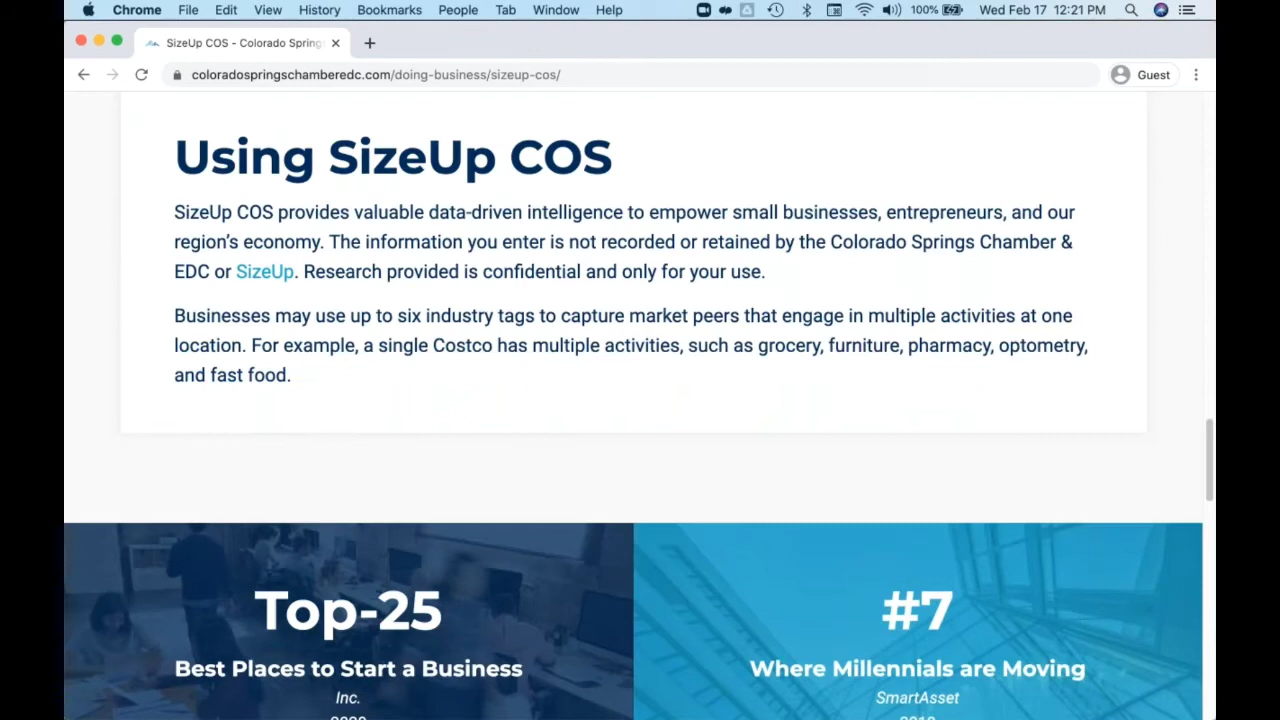 Chrome File Edit View History Bookmarks People Tab Window Help 100% Wed Feb 17 12:21 PM
SizeUp COS - Colorado Spring
coloradospringschamberedc.com/doing-business/sizeup-cos/ Guest
Using SizeUp COS
SizeUp COS provides valuable data-driven intelligence to empower small businesses, entrepreneurs, and our
region's economy. The information you enter is not recorded or retained by the Colorado Springs Chamber &
EDC or SizeUp. Research provided is confidential and only for your use.
Businesses may use up to six industry tags to capture market peers that engage in multiple activities at one
location. For example, a single Costco has multiple activities, such as grocery, furniture, pharmacy, optometry,
and fast food.
Top-25
Best Places to Start a Business
Inc.
#7
Where Millennials are Moving
SmartAsset